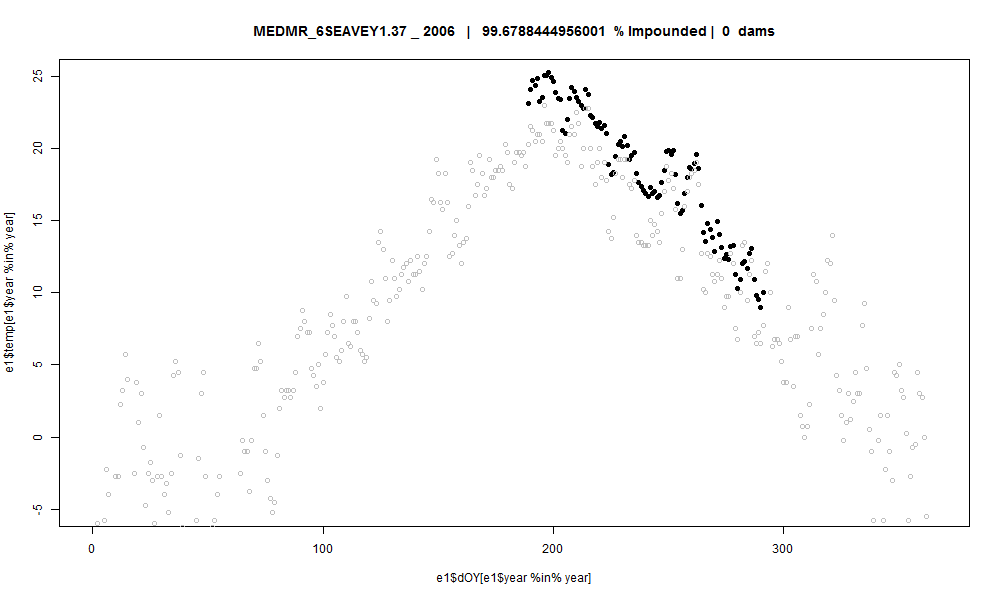 MEDMR_6SEAVEY1.37 _ 2006 | 99.6788444956001 % Impounded | 0 dams
25
20
15
10
5
0
-5
e1$temp[e1$year %in% year]
0 100 200 300
e1$dOY[e1$year %in% year]